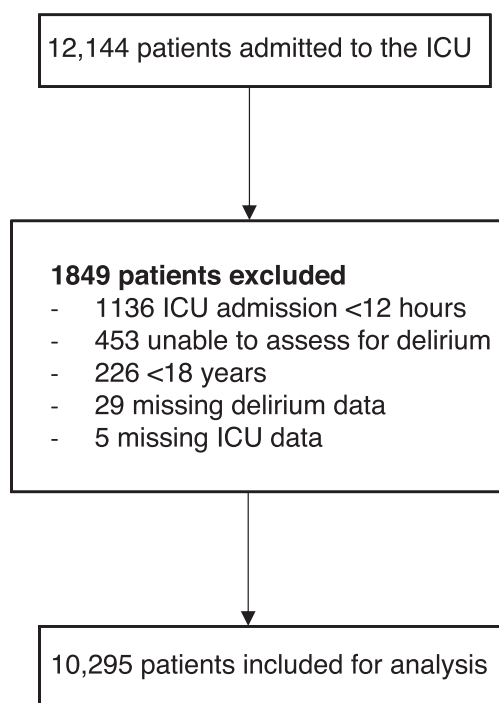 12,144 patients admitted to the ICU
1849 patients excluded
- 1136 ICU admission <12 hours
- 453 unable to assess for delirium
- 226 <18 years
- 29 missing delirium data
- 5 missing ICU data
10,295 patients included for analysis